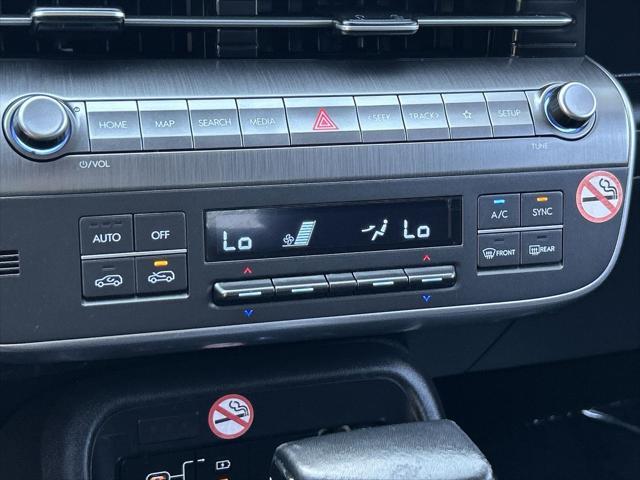 HOME MAP SEARCH MEDIA <SEEK TRACK> SETUP
⏻/VOL TUNE
AUTO OFF Lo Lo A/C SYNC
FRONT REAR